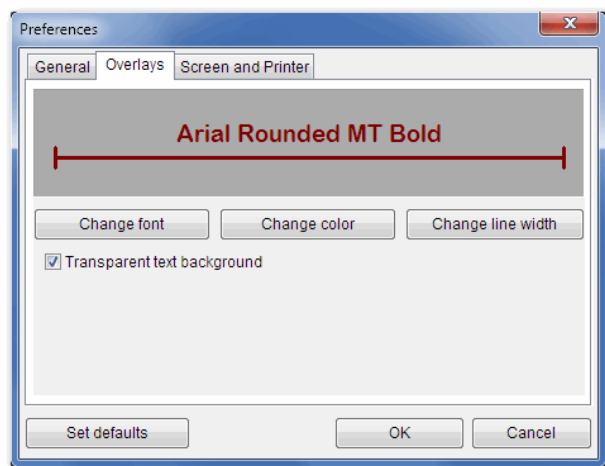 Preferences
General Overlays Screen and Printer
Arial Rounded MT Bold
Change font Change color Change line width
Transparent text background
Set defaults OK Cancel